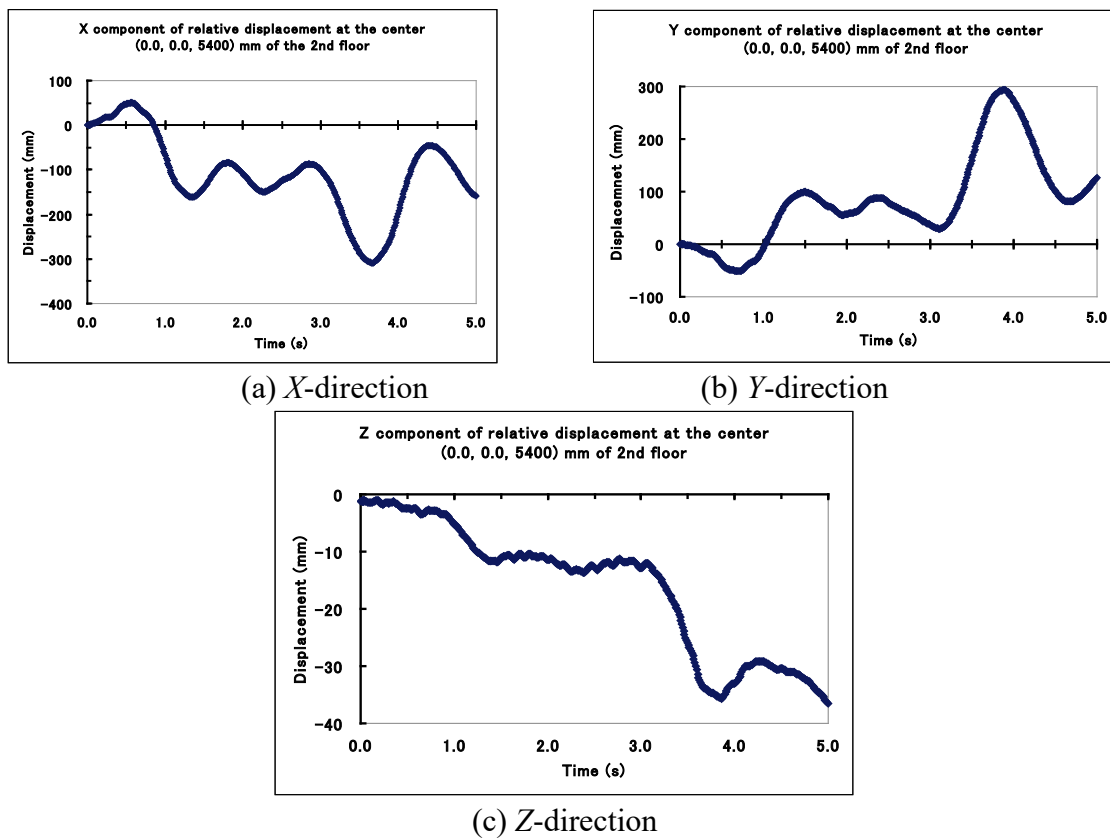 X component of relative displacement at the center
(0.0, 0.0, 5400) mm of the 2nd floor
100
0
-100
-200
-300
-400
Displacement (mm)
0.0 1.0 2.0 3.0 4.0 5.0
Time (s)
(a) X-direction
Y component of relative displacement at the center
(0.0, 0.0, 5400) mm of 2nd floor
300
200
100
0
-100
Displacemnet (mm)
0.0 1.0 2.0 3.0 4.0 5.0
Time (s)
(b) Y-direction
Z component of relative displacement at the center
(0.0, 0.0, 5400) mm of 2nd floor
0
-10
-20
-30
-40
Displacement (mm)
0.0 1.0 2.0 3.0 4.0 5.0
Time (s)
(c) Z-direction